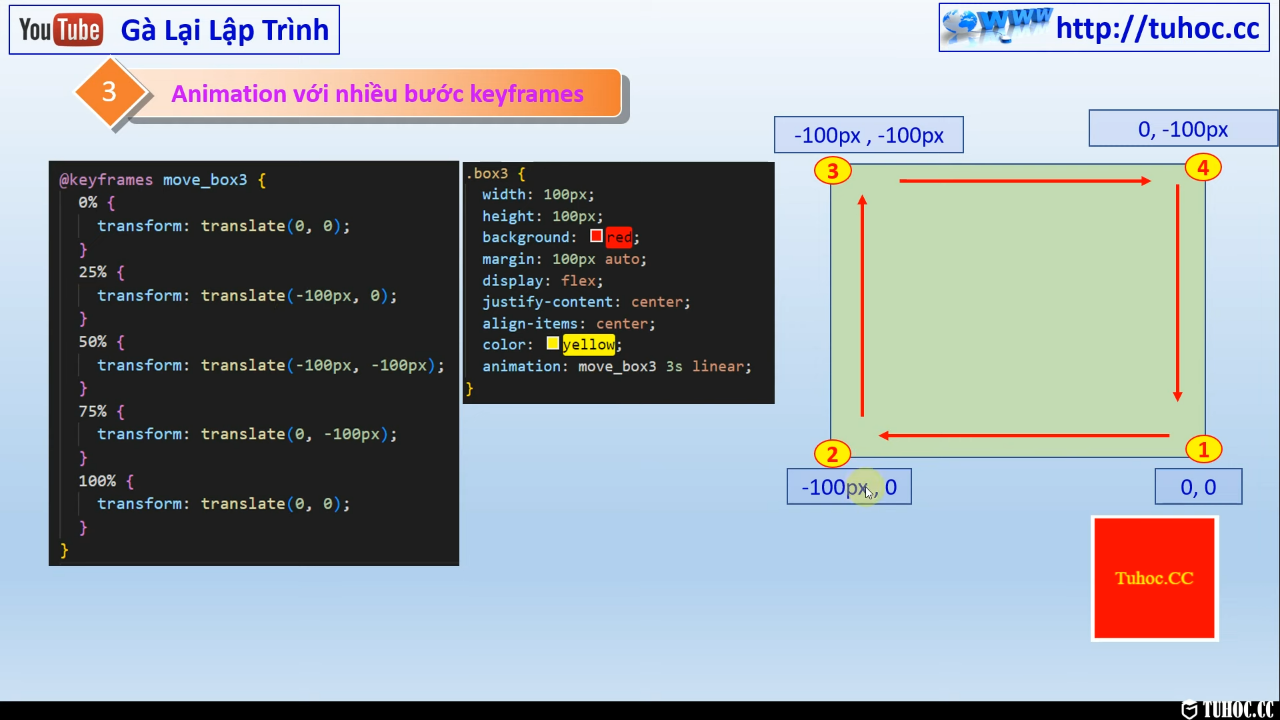 YouTube Gà Lại Lập Trình
WWW http://tuhoc.cc
3 Animation với nhiều bước keyframes
@keyframes move_box3 {
0% {
transform: translate(0, 0);
}
25% {
transform: translate(-100px, 0);
}
50% {
transform: translate(-100px, -100px);
}
75% {
transform: translate(0, -100px);
}
100% {
transform: translate(0, 0);
}
}
.box3 {
width: 100px;
height: 100px;
background: red;
margin: 100px auto;
display: flex;
justify-content: center;
align-items: center;
color: yellow;
animation: move_box3 3s linear;
}
-100px , -100px
0, -100px
3
4
2
1
-100px , 0
0, 0
Tuhoc.CC
TUHOC.CC